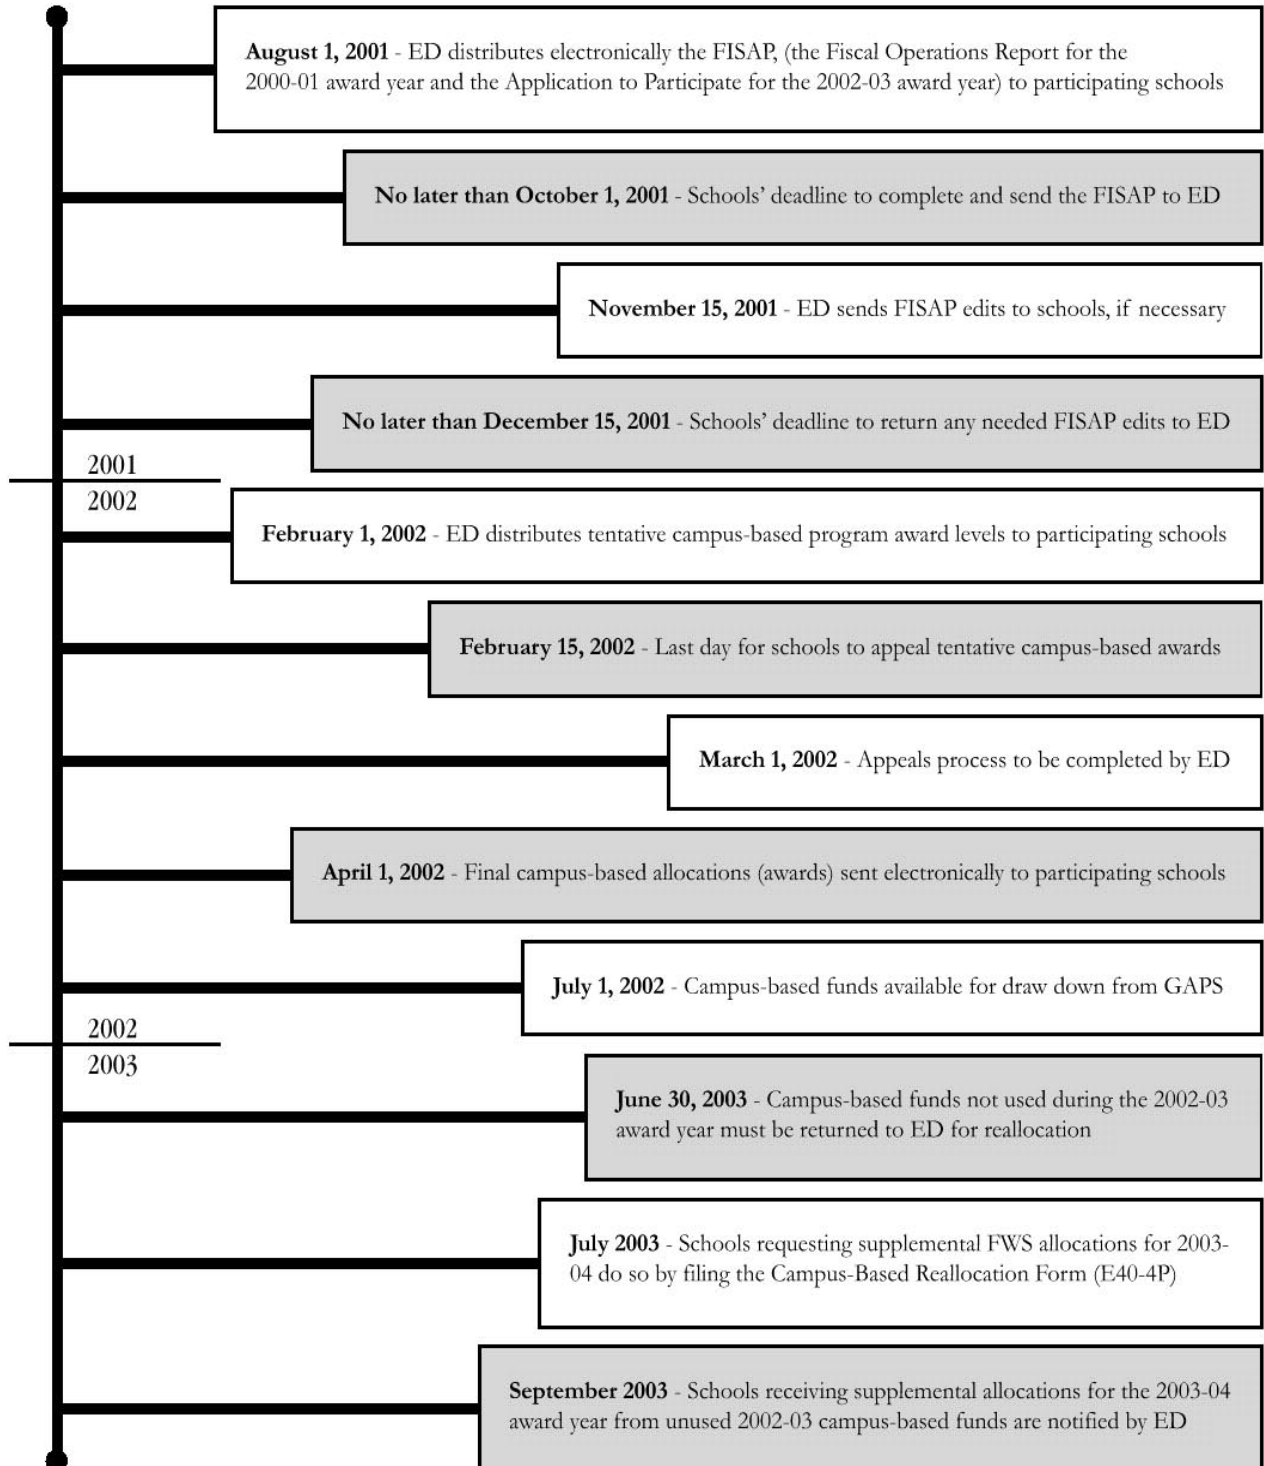 August 1, 2001 - ED distributes electronically the FISAP, (the Fiscal Operations Report for the
2000-01 award year and the Application to Participate for the 2002-03 award year) to participating schools
No later than October 1, 2001 - Schools’ deadline to complete and send the FISAP to ED
November 15, 2001 - ED sends FISAP edits to schools, if necessary
No later than December 15, 2001 - Schools’ deadline to return any needed FISAP edits to ED
2001
2002
February 1, 2002 - ED distributes tentative campus-based program award levels to participating schools
February 15, 2002 - Last day for schools to appeal tentative campus-based awards
March 1, 2002 - Appeals process to be completed by ED
April 1, 2002 - Final campus-based allocations (awards) sent electronically to participating schools
July 1, 2002 - Campus-based funds available for draw down from GAPS
2002
2003
June 30, 2003 - Campus-based funds not used during the 2002-03
award year must be returned to ED for reallocation
July 2003 - Schools requesting supplemental FWS allocations for 2003-
04 do so by filing the Campus-Based Reallocation Form (E40-4P)
September 2003 - Schools receiving supplemental allocations for the 2003-04
award year from unused 2002-03 campus-based funds are notified by ED